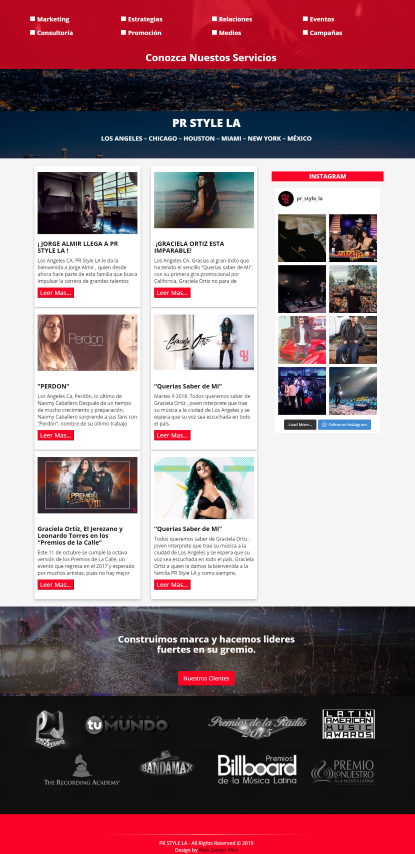 Marketing
Estrategias
Relaciones
Eventos
Consultoría
Promoción
Medios
Campañas
Conozca Nuestos Servicios
PR STYLE LA
LOS ANGELES – CHICAGO – HOUSTON – MIAMI – NEW YORK – MÉXICO
¡ JORGE ALMIR LLEGA A PR
STYLE LA !
Los Angeles CA. PR Style LA le da la
bienvenida a Jorge Almir , quien desde
ahora hace parte de esta familia que busca
impulsar la carrera de grandes talentos
Leer Mas...
¡GRACIELA ORTIZ ESTA
IMPARABLE!
Los Angeles CA. Gracias al gran éxito que
ha tenido el sencillo "Querías saber de Mí",
con su primera gira promocional por
California, Graciela Ortiz no para de
Leer Mas...
"PERDON"
Los Angeles Ca, Perdón, lo último de
Naomy Caballero Después de un tiempo
de mucho crecimiento y preparación,
Naomy Caballero sorprende a sus fans con
"Perdón", nombre de su último trabajo
Leer Mas...
"Querías Saber de Mí"
Martes 9 2018 ,Todos queremos saber de
Graciela Ortiz , joven interprete que trae
su música a la ciudad de Los Angeles y se
espera que su voz sea escuchada en todo
el país.
Leer Mas...
Graciela Ortiz, El Jerezano y
Leonardo Torres en los
"Premios de la Calle"
Este 11 de octubre se cumple la octava
versión de los Premios de La Calle, un
evento que regresa en el 2017 y esperado
por muchos artistas, pues no hay mejor
Leer Mas...
"Querías Saber de Mí"
Todos queremos saber de Graciela Ortiz ,
joven interprete que trae su música a la
ciudad de Los Angeles y se espera que su
voz sea escuchada en todo el país, Graciela
Ortiz a quien le damos la bienvenida a la
familia PR Style LA y como siempre,
Leer Mas...
INSTAGRAM
pr_style_la
Load More...
Follow on Instagram
Perdon
Graciela Ortiz
Construimos marca y hacemos lideres
fuertes en su gremio.
Nuestros Clientes
tu MUNDO
Premios de la Radio
2015
LATIN
AMERICAN
MUSIC
AWARDS
THE RECORDING ACADEMY
BANDAMAX
Premios
Billboard
de la Música Latina
PREMIO
LO NUESTRO
A LA MÚSICA LATINA
PR STYLE LA - All Rights Reserved © 2019
Design by